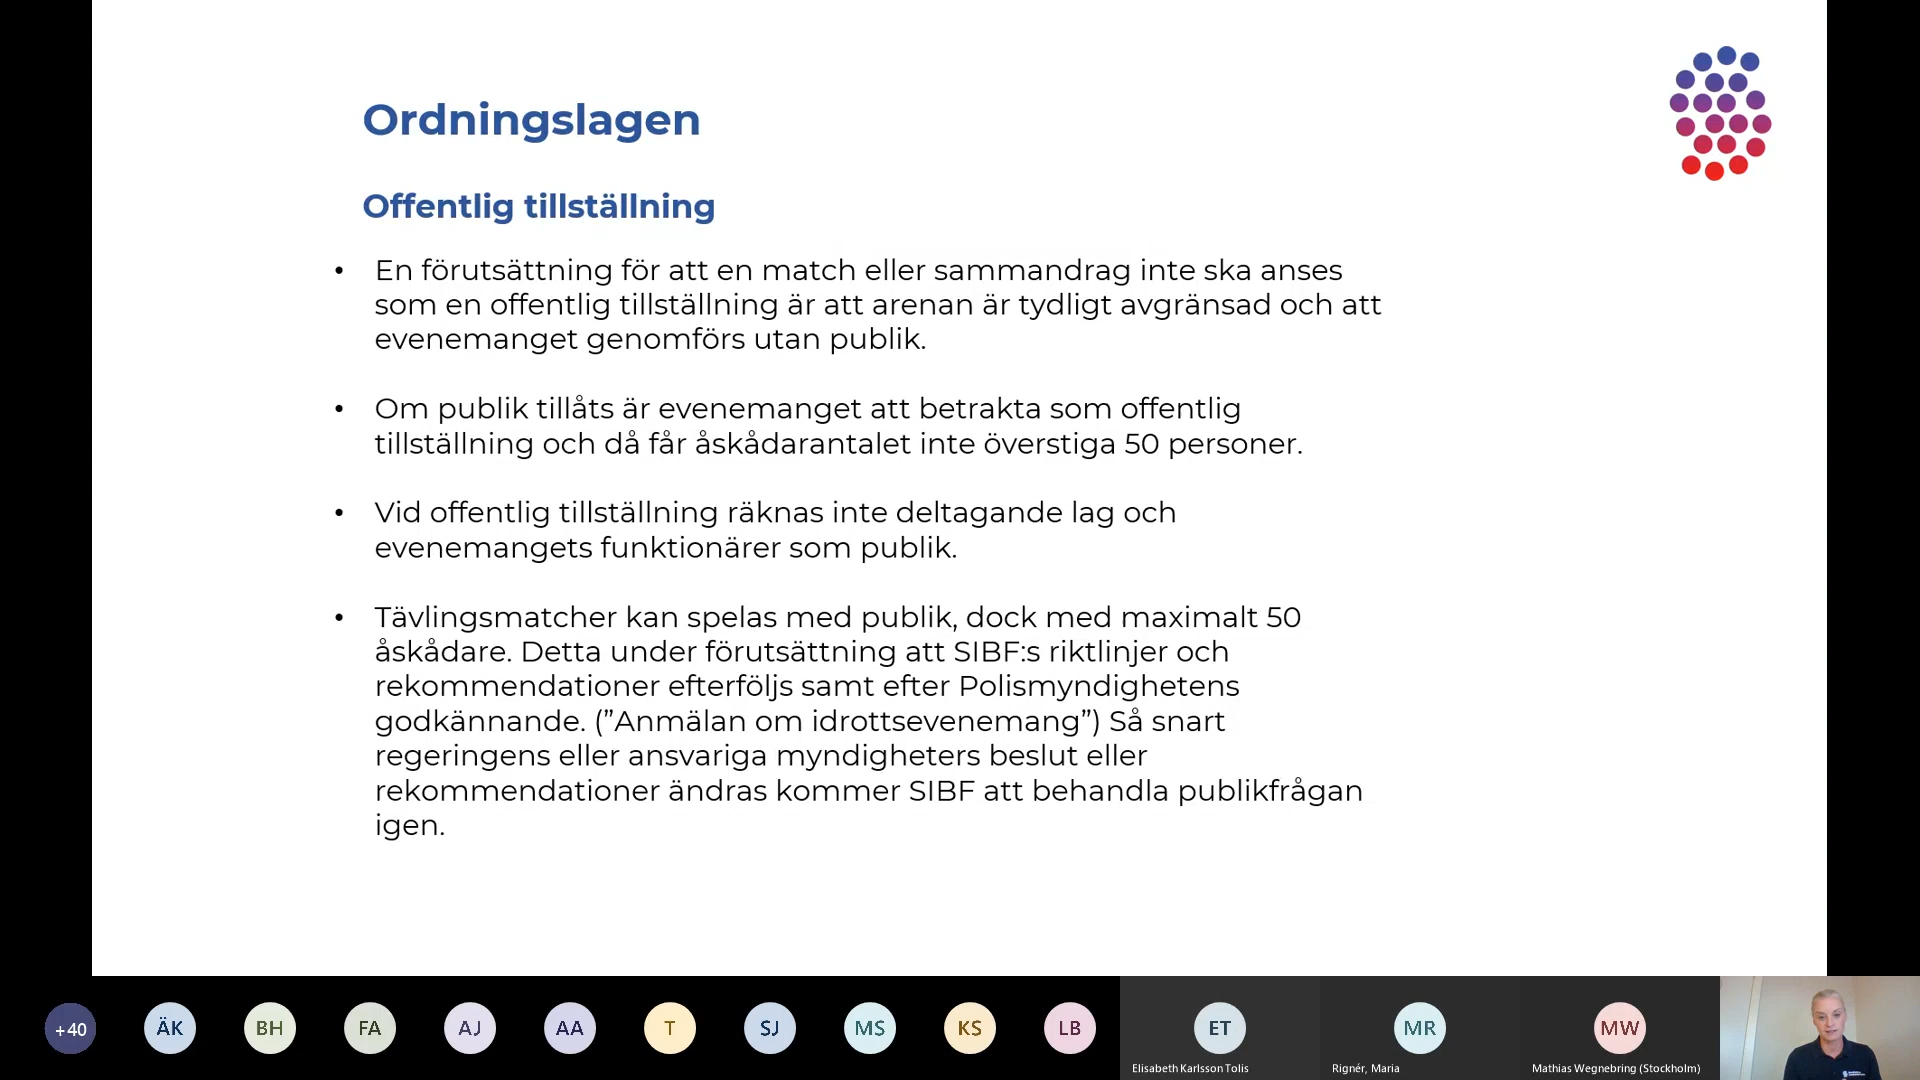 Ordningslagen
Offentlig tillställning
• En förutsättning för att en match eller sammandrag inte ska anses
som en offentlig tillställning är att arenan är tydligt avgränsad och att
evenemanget genomförs utan publik.
• Om publik tillåts är evenemanget att betrakta som offentlig
tillställning och då får åskådarantalet inte överstiga 50 personer.
• Vid offentlig tillställning räknas inte deltagande lag och
evenemangets funktionärer som publik.
• Tävlingsmatcher kan spelas med publik, dock med maximalt 50
åskådare. Detta under förutsättning att SIBF:s riktlinjer och
rekommendationer efterföljs samt efter Polismyndighetens
godkännande. (”Anmälan om idrottsevenemang”) Så snart
regeringens eller ansvariga myndigheters beslut eller
rekommendationer ändras kommer SIBF att behandla publikfrågan
igen.
+40 ÄK BH FA AJ AA T SJ MS KS LB ET MR MW
Elisabeth Karlsson Tolis Rignér, Maria Mathias Wegnebring (Stockholm)